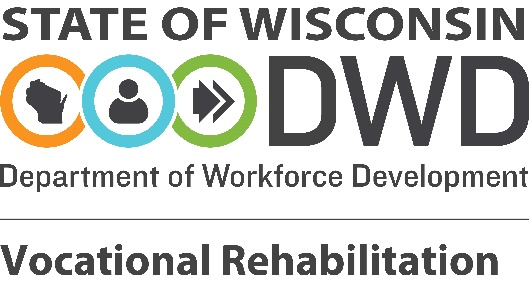 STATE OF WISCONSIN
DWD
Department of Workforce Development
Vocational Rehabilitation